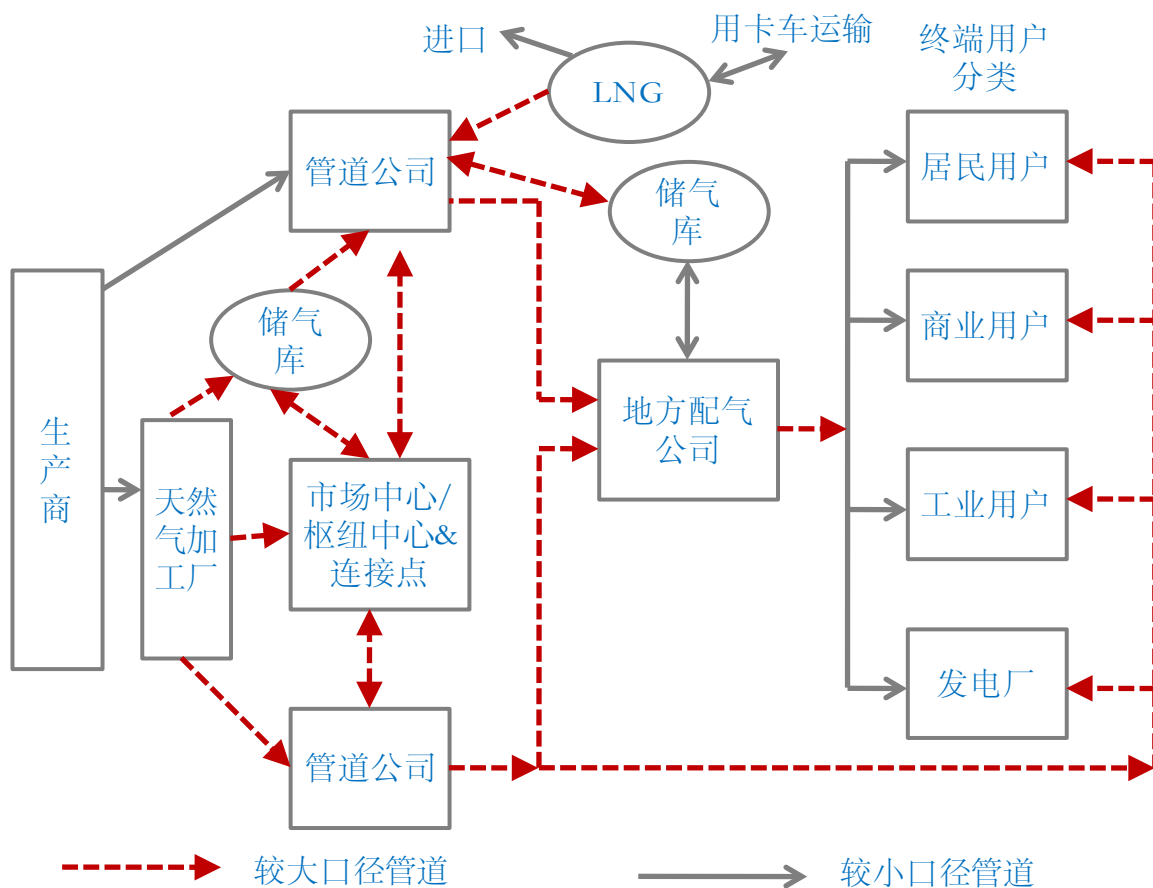 进口
用卡车运输
终端用户
分类
LNG
管道公司
居民用户
储气
库
商业用户
储气
库
地方配气
公司
生
产
商
天然
气加
工厂
市场中心/
枢纽中心&
连接点
工业用户
发电厂
管道公司
较大口径管道
较小口径管道